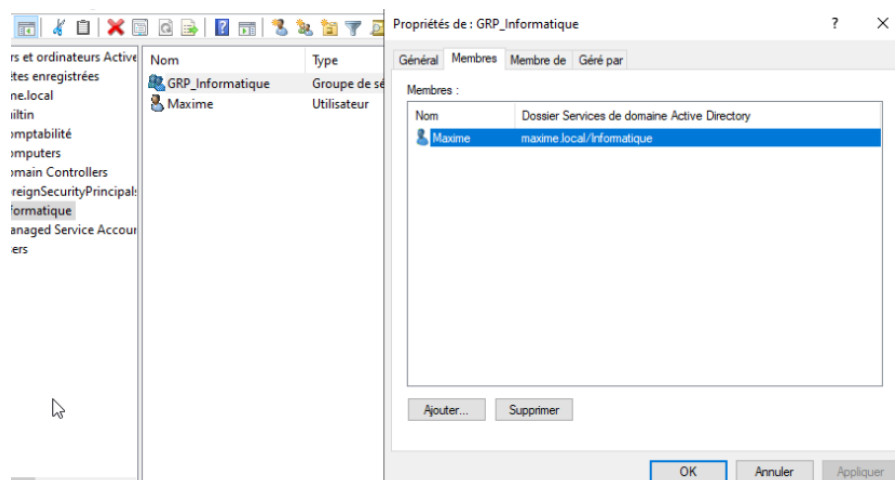 Propriétés de : GRP_Informatique ? ×
rs et ordinateurs Active
Nom Type
Général Membres Membre de Géré par
tes enregistrées
Membres :
ne.local
GRP_Informatique Groupe de sé
iltin
Maxime Utilisateur
Nom Dossier Services de domaine Active Directory
omptabilité
Maxime maxime.local/Informatique
omputers
omain Controllers
reignSecurityPrincipals
formatique
anaged Service Accour
ers
Ajouter... Supprimer
OK Annuler Appliquer